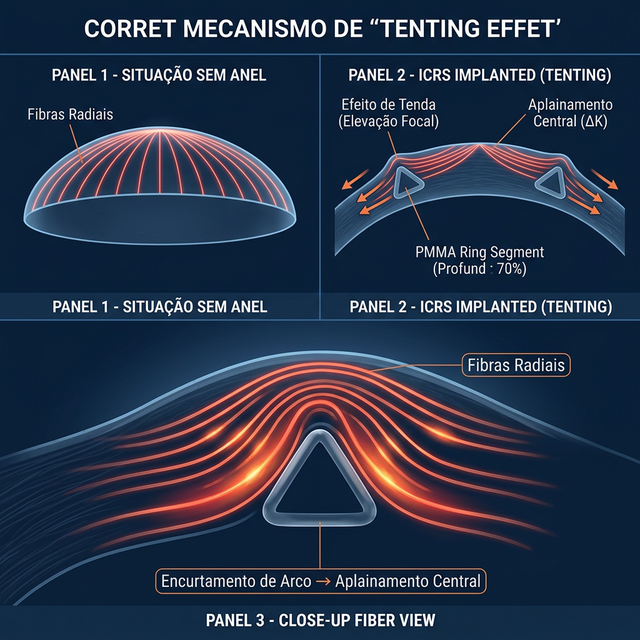 CORRET MECANISMO DE “TENTING EFFET’
PANEL 1 - SITUAÇÃO SEM ANEL
PANEL 2 - ICRS IMPLANTED (TENTING)
Fibras Radiais
Efeito de Tenda
(Elevação Focal)
Aplainamento
Central (ΔK)
PMMA Ring Segment
(Profund : 70%)
PANEL 1 - SITUAÇÃO SEM ANEL
PANEL 2 - ICRS IMPLANTED (TENTING)
Fibras Radiais
Encurtamento de Arco → Aplainamento Central
PANEL 3 - CLOSE-UP FIBER VIEW